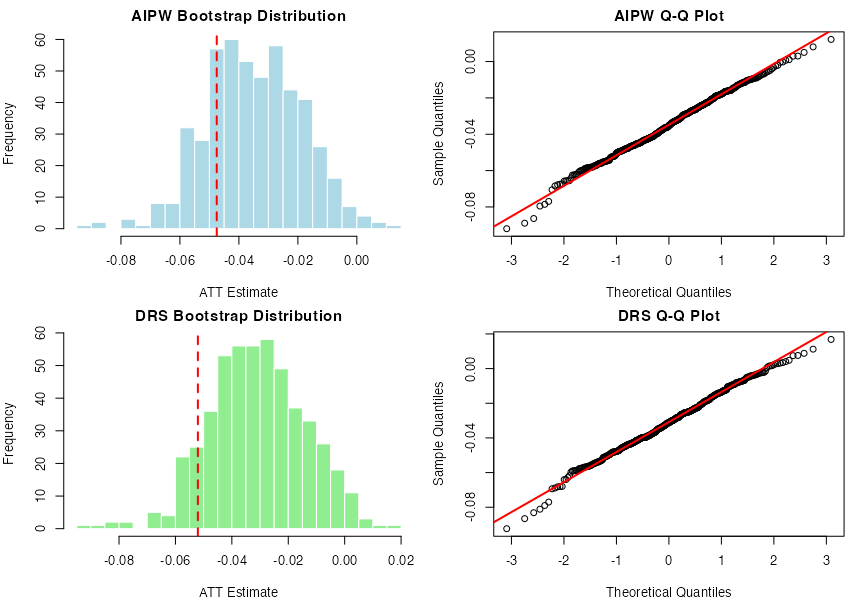 AIPW Bootstrap Distribution
Frequency
0 10 20 30 40 50 60
-0.08 -0.06 -0.04 -0.02 0.00
ATT Estimate
AIPW Q-Q Plot
Sample Quantiles
-0.08 -0.04 0.00
-3 -2 -1 0 1 2 3
Theoretical Quantiles
DRS Bootstrap Distribution
Frequency
0 10 20 30 40 50 60
-0.08 -0.06 -0.04 -0.02 0.00 0.02
ATT Estimate
DRS Q-Q Plot
Sample Quantiles
-0.08 -0.04 0.00
-3 -2 -1 0 1 2 3
Theoretical Quantiles